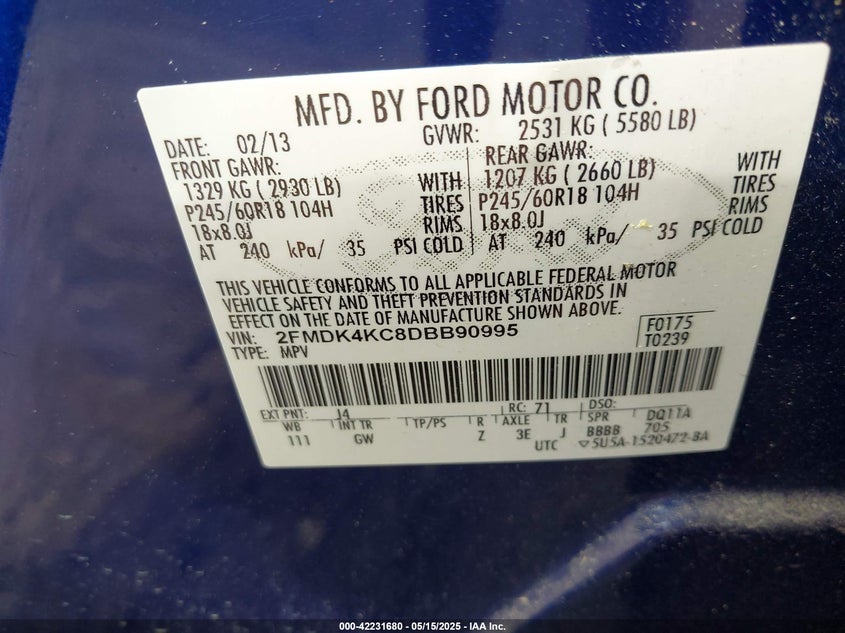 MFD. BY FORD MOTOR CO.
DATE: 02/13 GVWR: 2531 KG ( 5580 LB)
FRONT GAWR: REAR GAWR:
1329 KG ( 2930 LB) WITH 1207 KG ( 2660 LB) WITH
P245/60R18 104H TIRES P245/60R18 104H TIRES
18x8.0J RIMS 18x8.0J RIMS
AT 240 kPa/ 35 PSI COLD AT 240 kPa/ 35 PSI COLD
THIS VEHICLE CONFORMS TO ALL APPLICABLE FEDERAL MOTOR
VEHICLE SAFETY AND THEFT PREVENTION STANDARDS IN
EFFECT ON THE DATE OF MANUFACTURE SHOWN ABOVE.
VIN: 2FMDK4KC8DBB90995 F0175
TYPE: MPV T0239
EXT PNT: J4 RC: 71 DSO:
WB INT TR TP/PS R AXLE TR SPR DQ11A
111 GW Z 3E J BBBB 705
UTC ▽5U5A-1520472-BA
000-42231680 - 05/15/2025 - IAA Inc.